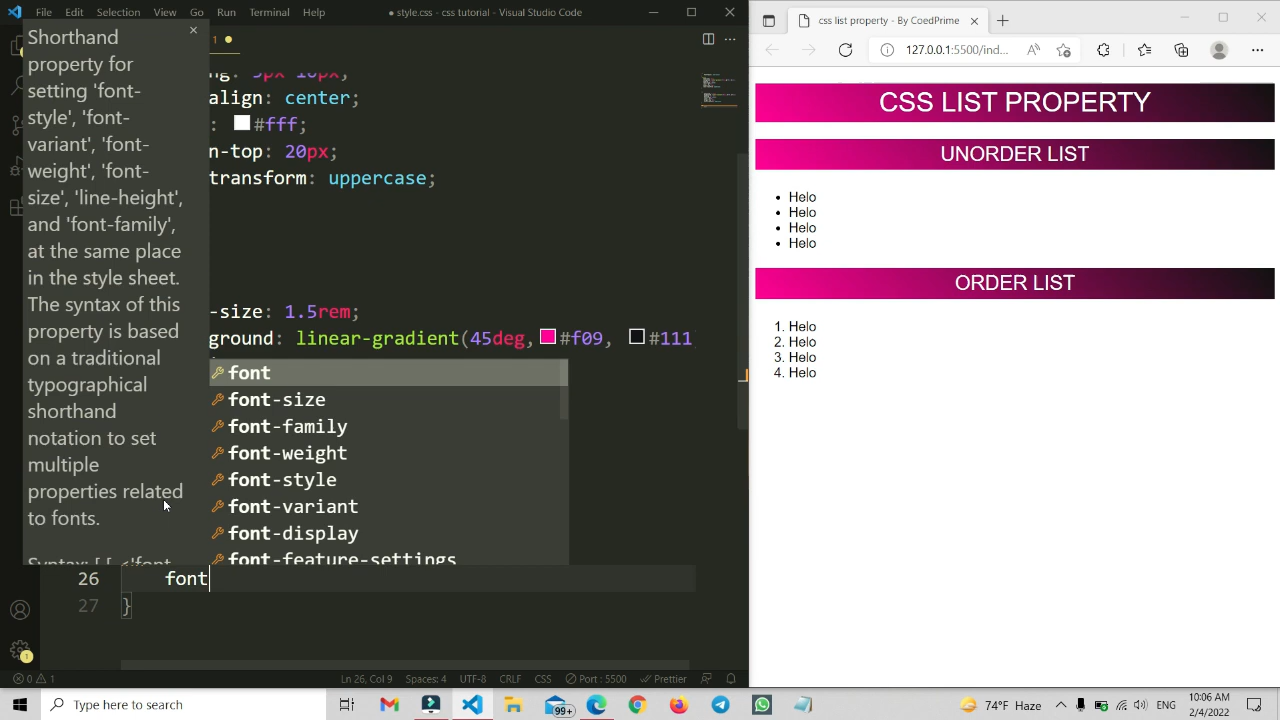 File Edit Selection View Go Run Terminal Help
● style.css - css tutorial - Visual Studio Code
1 ●
Shorthand
property for
setting 'font-
style', 'font-
variant', 'font-
weight', 'font-
size', 'line-height',
and 'font-family',
at the same place
in the style sheet.
The syntax of this
property is based
on a traditional
typographical
shorthand
notation to set
multiple
properties related
to fonts.
align: center;
: #fff;
n-top: 20px;
transform: uppercase;
-size: 1.5rem;
ground: linear-gradient(45deg, #f09, #111
font
font-size
font-family
font-weight
font-style
font-variant
font-display
font-feature-settings
26 font
27 }
0 1
Ln 26, Col 9 Spaces: 4 UTF-8 CRLF CSS Port : 5500 Prettier
css list property - By CoedPrime
127.0.0.1:5500/ind...
CSS LIST PROPERTY
UNORDER LIST
• Helo
• Helo
• Helo
• Helo
ORDER LIST
1. Helo
2. Helo
3. Helo
4. Helo
Type here to search
99+
74°F Haze
ENG
10:06 AM
2/4/2022